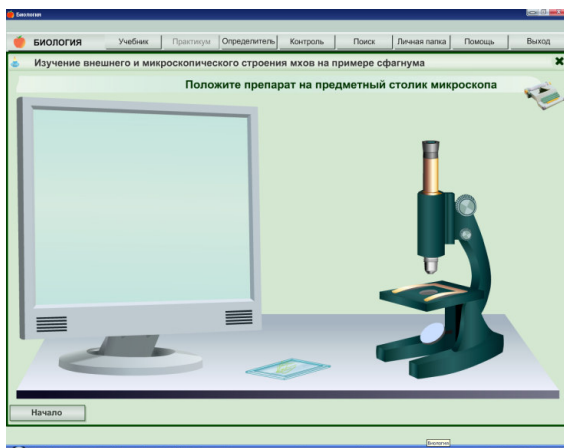 Биология
БИОЛОГИЯ Учебник Практикум Определитель Контроль Поиск Личная папка Помощь Выход
Изучение внешнего и микроскопического строения мхов на примере сфагнума
Положите препарат на предметный столик микроскопа
Начало
Биология